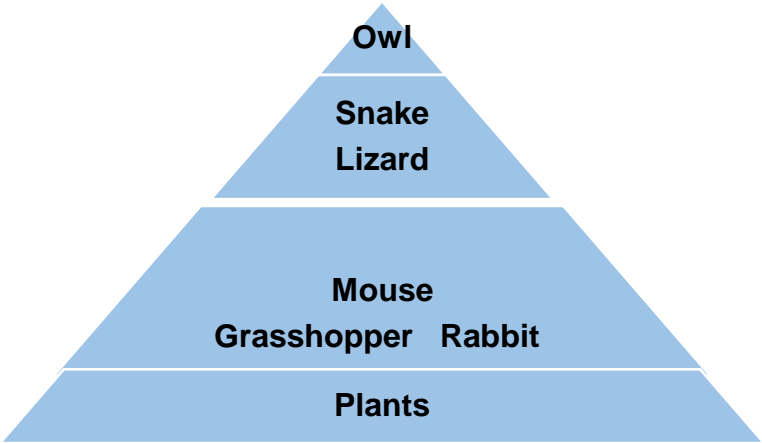 Owl
Snake
Lizard
Mouse
Grasshopper Rabbit
Plants